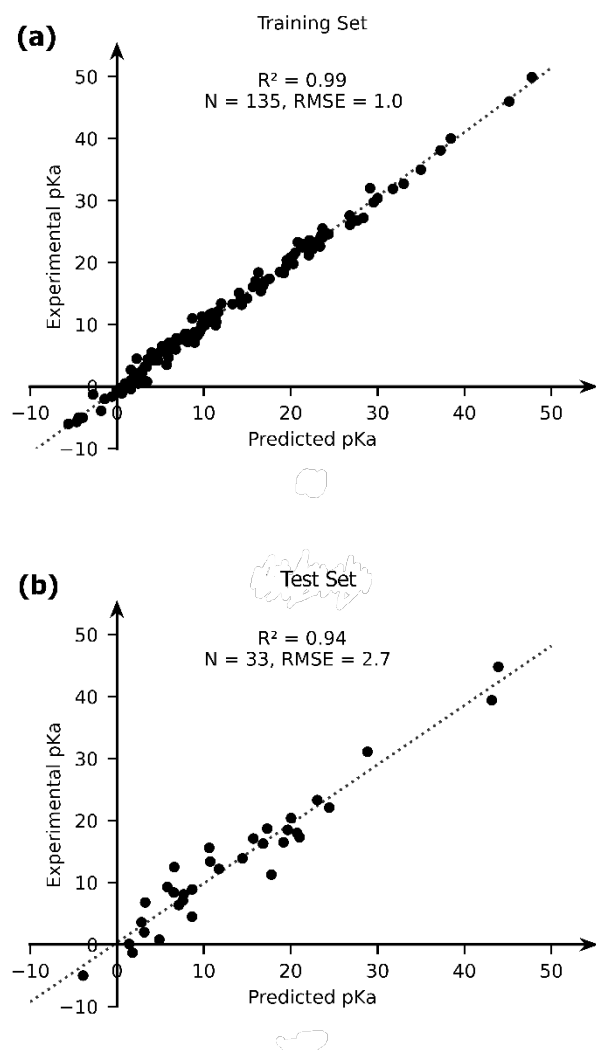 (a)
Training Set
R² = 0.99
N = 135, RMSE = 1.0
Experimental pKa
50
40
30
20
10
0
−10
−10 0 10 20 30 40 50
Predicted pKa
(b)
Test Set
R² = 0.94
N = 33, RMSE = 2.7
Experimental pKa
50
40
30
20
10
0
−10
−10 0 10 20 30 40 50
Predicted pKa